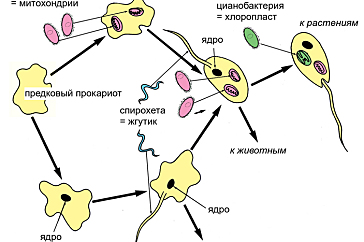 = митохондрии
цианобактерия
= хлоропласт
к растениям
ядро
предковый прокариот
спирохета
= жгутик
к животным
ядро
ядро